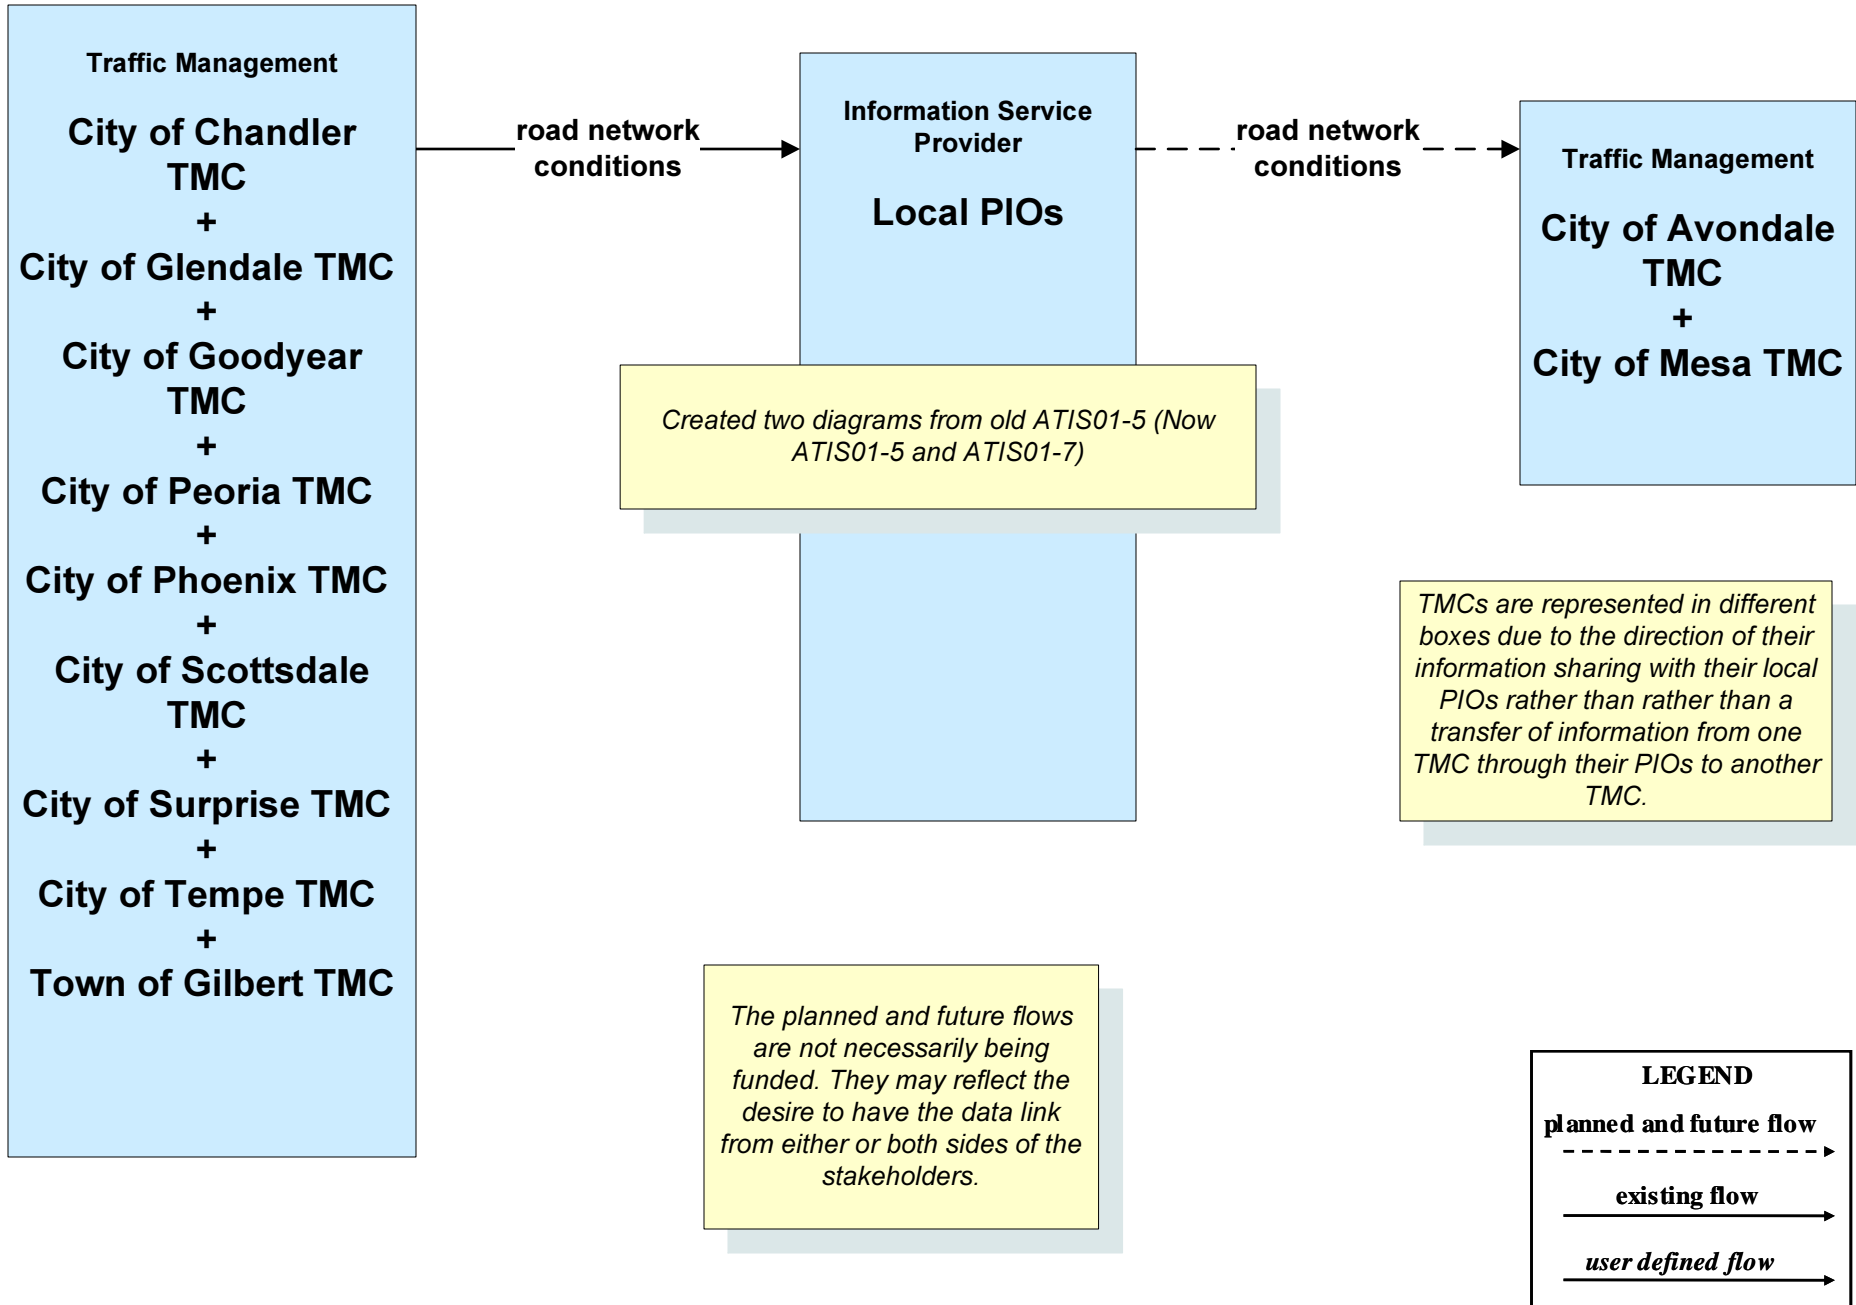 Traffic Management
City of Chandler
TMC
+
City of Glendale TMC
+
City of Goodyear
TMC
+
City of Peoria TMC
+
City of Phoenix TMC
+
City of Scottsdale
TMC
+
City of Surprise TMC
+
City of Tempe TMC
+
Town of Gilbert TMC
road network
conditions
Information Service
Provider
Local PIOs
road network
conditions
Traffic Management
City of Avondale
TMC
+
City of Mesa TMC
Created two diagrams from old ATIS01-5 (Now
ATIS01-5 and ATIS01-7)
TMCs are represented in different
boxes due to the direction of their
information sharing with their local
PIOs rather than rather than a
transfer of information from one
TMC through their PIOs to another
TMC.
The planned and future flows
are not necessarily being
funded. They may reflect the
desire to have the data link
from either or both sides of the
stakeholders.
LEGEND
planned and future flow
existing flow
user defined flow